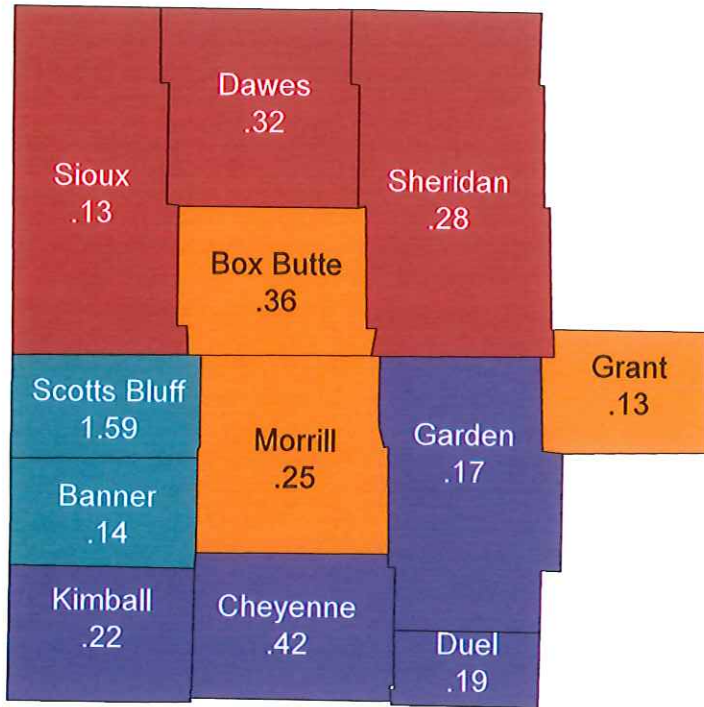 Dawes
.32
Sioux
.13
Sheridan
.28
Box Butte
.36
Grant
.13
Scotts Bluff
1.59
Morrill
.25
Garden
.17
Banner
.14
Kimball
.22
Cheyenne
.42
Duel
.19